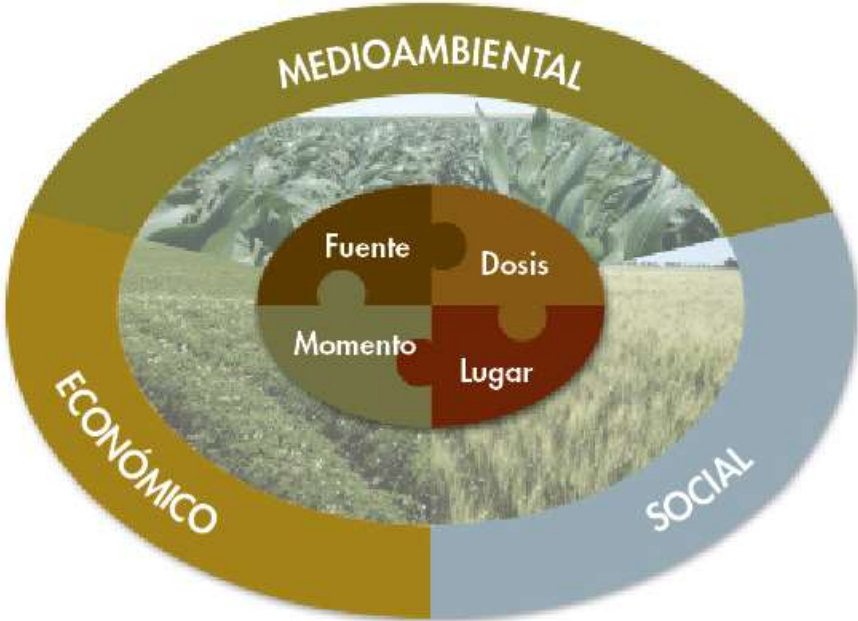 MEDIOAMBIENTAL
Fuente
Dosis
Momento
Lugar
ECONÓMICO
SOCIAL